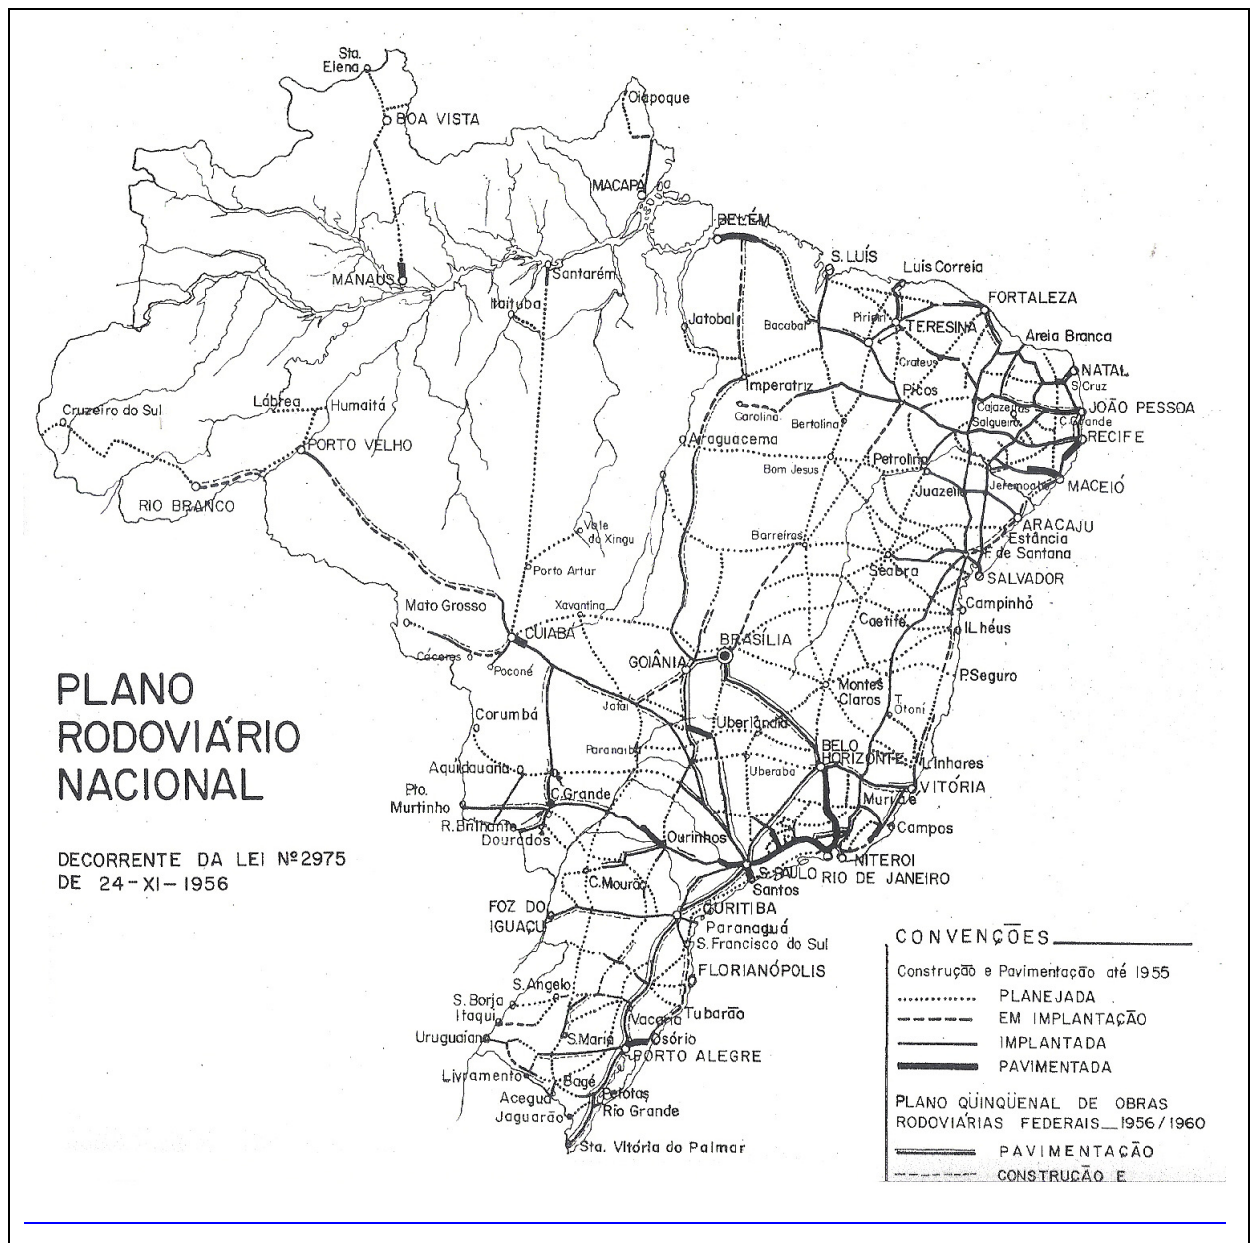 Sta.
Elena
BOA VISTA
Oiapoque
MACAPÁ
BELÉM
S. LUÍS
Luis Correia
MANAUS
Santarém
Itaituba
FORTALEZA
Jatobal
Bacabal
Piripiri
TERESINA
Areia Branca
Crateus
NATAL
Imperatriz
Picos
S. Cruz
Lábrea
Humaitá
Carolina
Cajazeiras
JOÃO PESSOA
Cruzeiro do Sul
Bertolina
Salgueiro
C. Grande
PORTO VELHO
Araguacema
RECIFE
Bom Jesus
Petrolina
RIO BRANCO
Juazeiro
Jeremoabo
MACEIÓ
Vale
do Xingu
Barreiras
ARACAJU
Estância
F. de Santana
Porto Artur
Seabra
SALVADOR
Mato Grosso
Xavantina
Campinho
CUIABÁ
Caetité
ILhéus
Cáceres
Poconé
GOIÂNIA
BRASÍLIA
P.Seguro
PLANO
RODOVIÁRIO
NACIONAL
Montes
Claros
T.
Otoni
Corumbá
Jataí
Uberlândia
Paranaiba
BELO
HORIZONTE
Linhares
Aquidauana
Uberaba
VITÓRIA
Pto.
Murtinho
C.Grande
Muriaé
R.Brilhante
Dourados
Ourinhos
Campos
DECORRENTE DA LEI Nº 2975
DE 24-XI-1956
NITEROI
C.Mourão
S. PAULO
Santos
RIO DE JANEIRO
FOZ DO
IGUAÇU
CURITIBA
Paranaguá
S. Francisco do Sul
FLORIANÓPOLIS
S. Angelo
S. Borja
Itaqui
Vacaria
Tubarão
Uruguaiana
S.Maria
Osório
PORTO ALEGRE
Livramento
Bagé
Aceguá
Pelotas
Jaguarão
Rio Grande
Sta. Vitória do Palmar
CONVENÇÕES
Construção e Pavimentação até 1955
PLANEJADA
EM IMPLANTAÇÃO
IMPLANTADA
PAVIMENTADA
PLANO QÜINQÜENAL DE OBRAS
RODOVIÁRIAS FEDERAIS__1956/1960
PAVIMENTAÇÃO
CONSTRUCÃO E